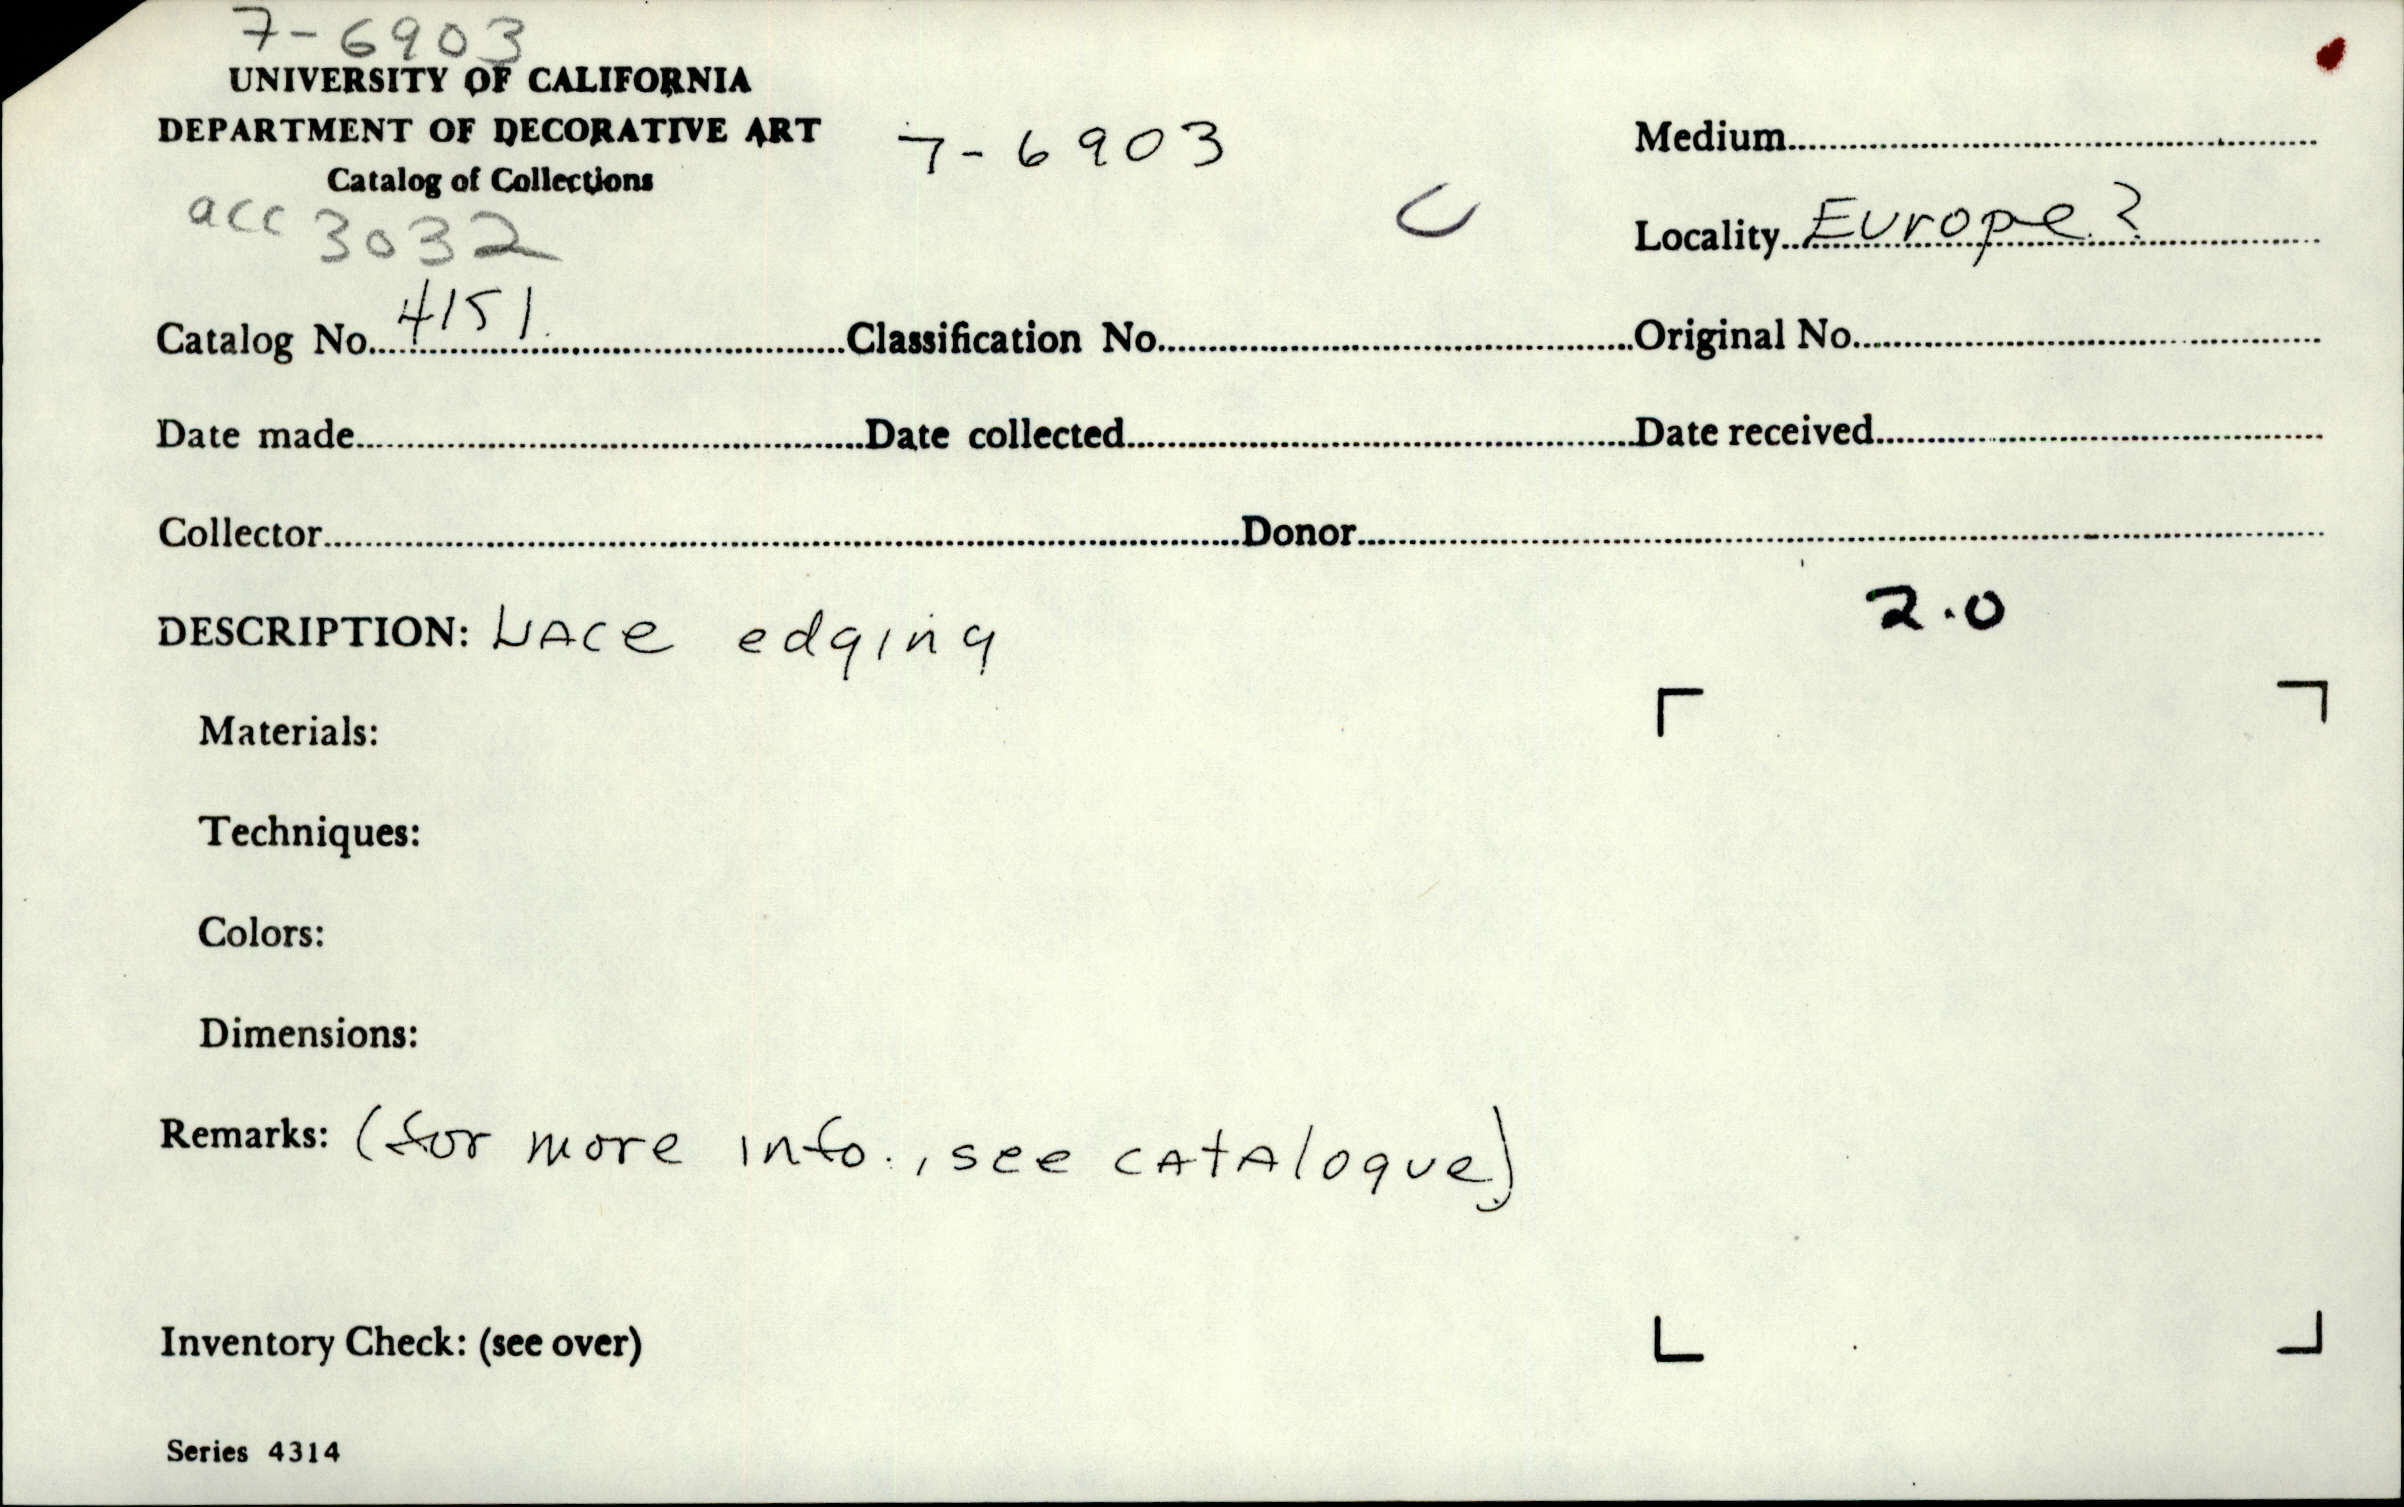 7-6903
UNIVERSITY OF CALIFORNIA
DEPARTMENT OF DECORATIVE ART
Catalog of Collections
7-6903
Medium
acc 3032
C
Locality Europe?
Catalog No. 4151 Classification No. Original No.
Date made Date collected Date received
Collector Donor
2.0
DESCRIPTION: Lace edging
Materials:
Techniques:
Colors:
Dimensions:
Remarks: (for more info., see catalogue)
Inventory Check: (see over)
Series 4314